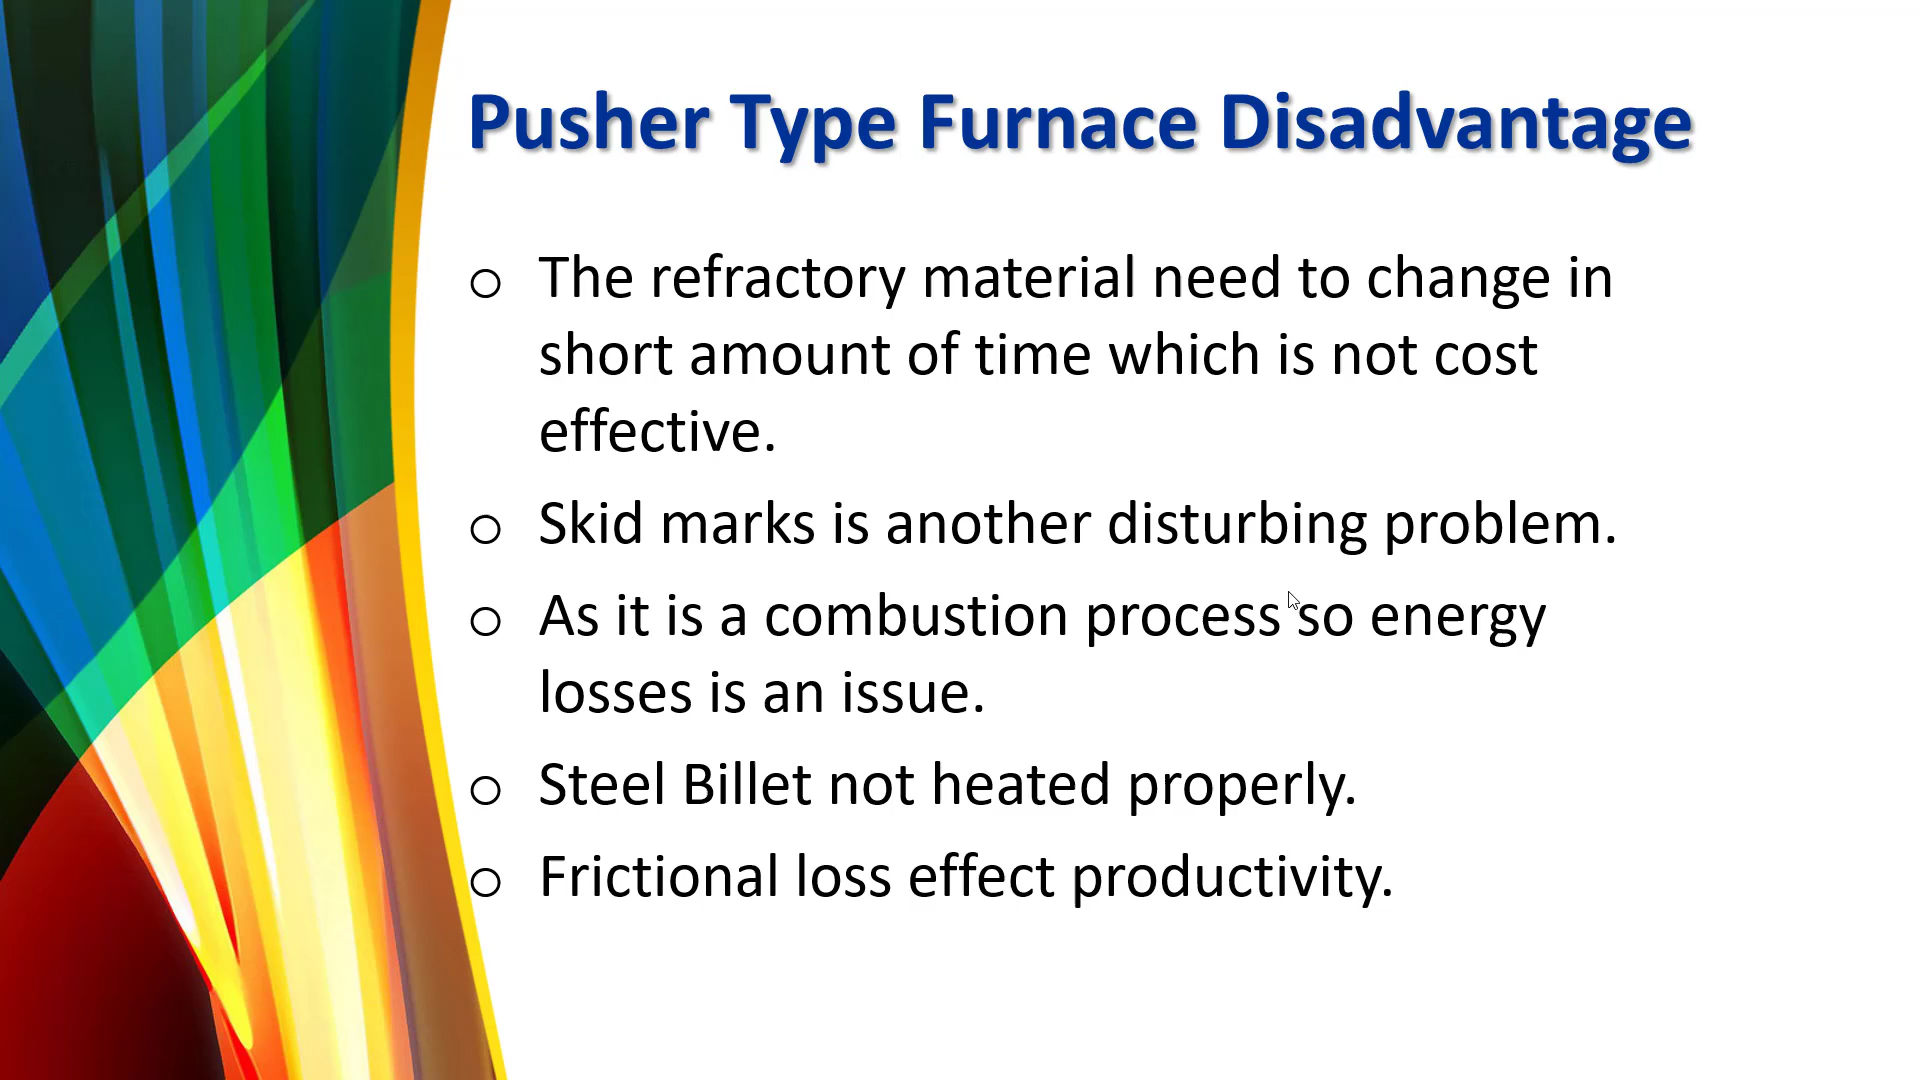 Pusher Type Furnace Disadvantage
o The refractory material need to change in
short amount of time which is not cost
effective.
o Skid marks is another disturbing problem.
o As it is a combustion process so energy
losses is an issue.
o Steel Billet not heated properly.
o Frictional loss effect productivity.